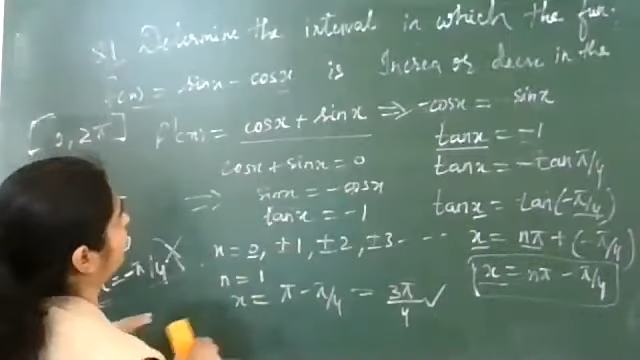 Q1 Determine the interval in which the fun.
f(x) = sinx - cosx is Increa or decre in the
[0, 2π] f'(x) = cosx + sinx ⇒ -cosx = sinx
cosx + sinx = 0
⇒ sinx = -cosx
tanx = -1
tanx = -1
tanx = -tan π/4
tanx = tan(-π/4)
x = nπ + (-π/4)
x = nπ - π/4
n = 0, ±1, ±2, ±3- - - -
x = -π/4 X
n = 1
x = π - π/4 = 3π/4 ✓